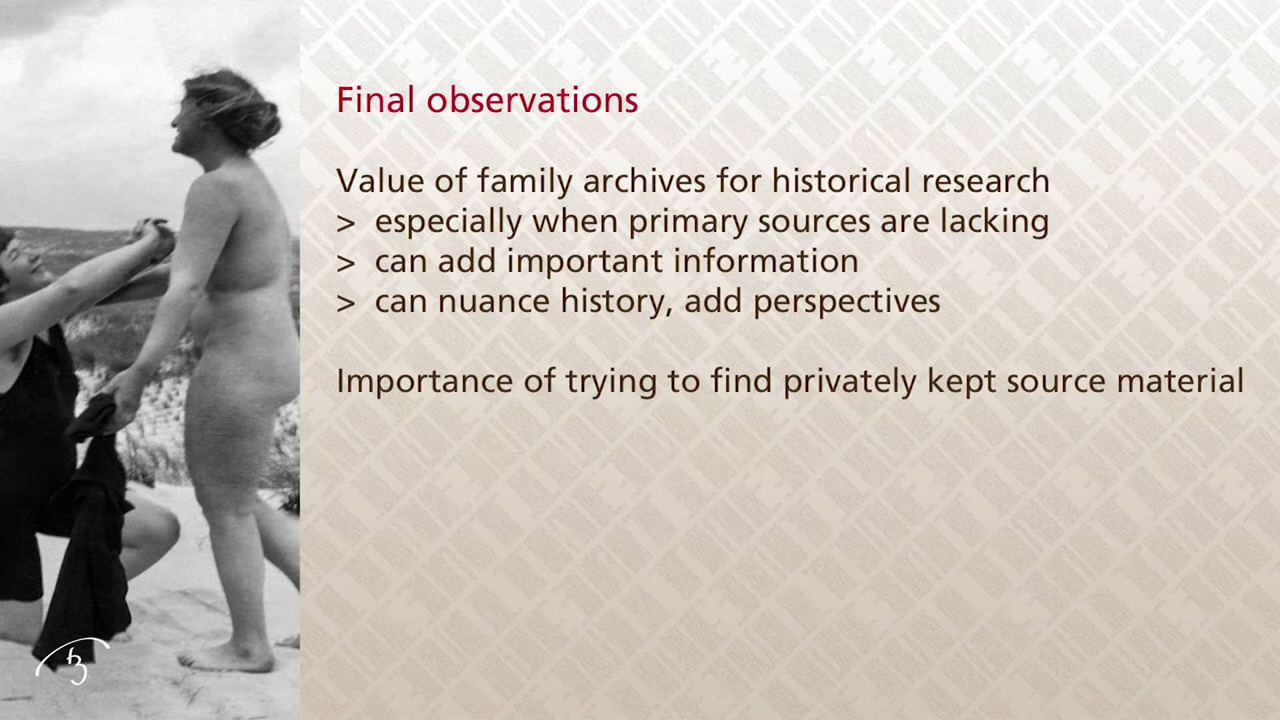 Final observations
Value of family archives for historical research
> especially when primary sources are lacking
> can add important information
> can nuance history, add perspectives
Importance of trying to find privately kept source material